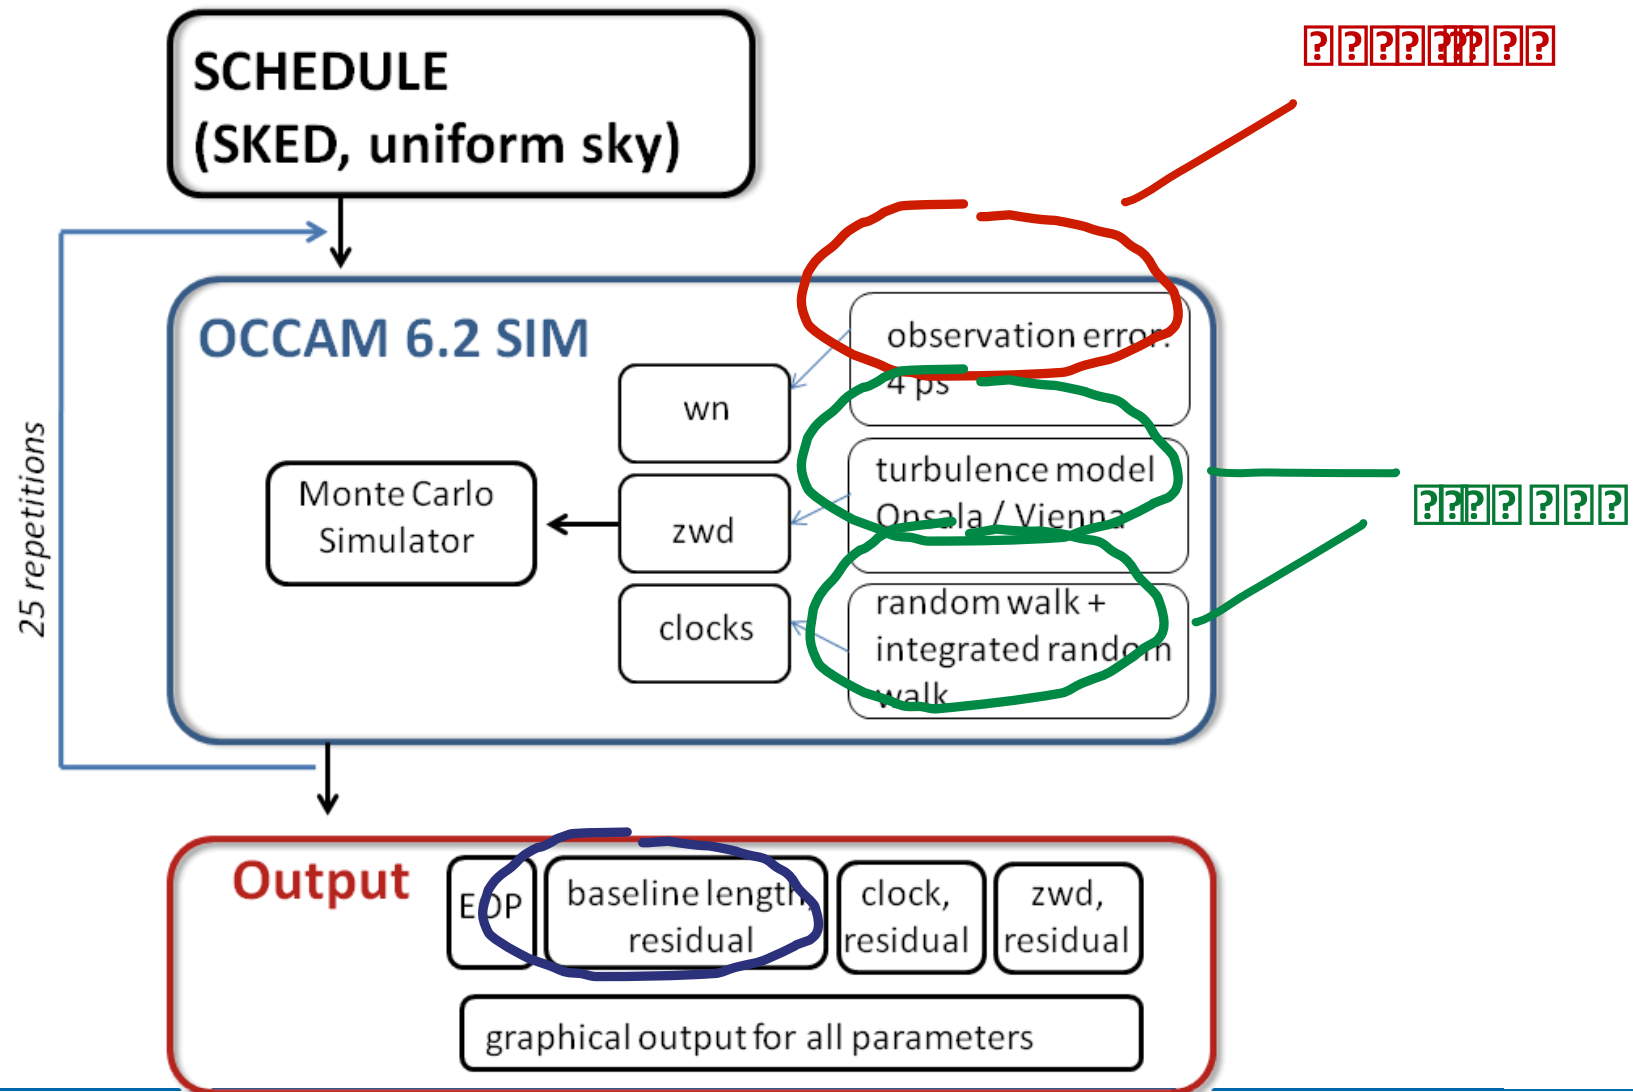 SCHEDULE
(SKED, uniform sky)
25 repetitions
OCCAM 6.2 SIM
observation error:
4 ps
wn
turbulence model
Onsala / Vienna
zwd
Monte Carlo
Simulator
random walk +
integrated random
walk
clocks
Output
EOP
baseline length,
residual
clock,
residual
zwd,
residual
graphical output for all parameters